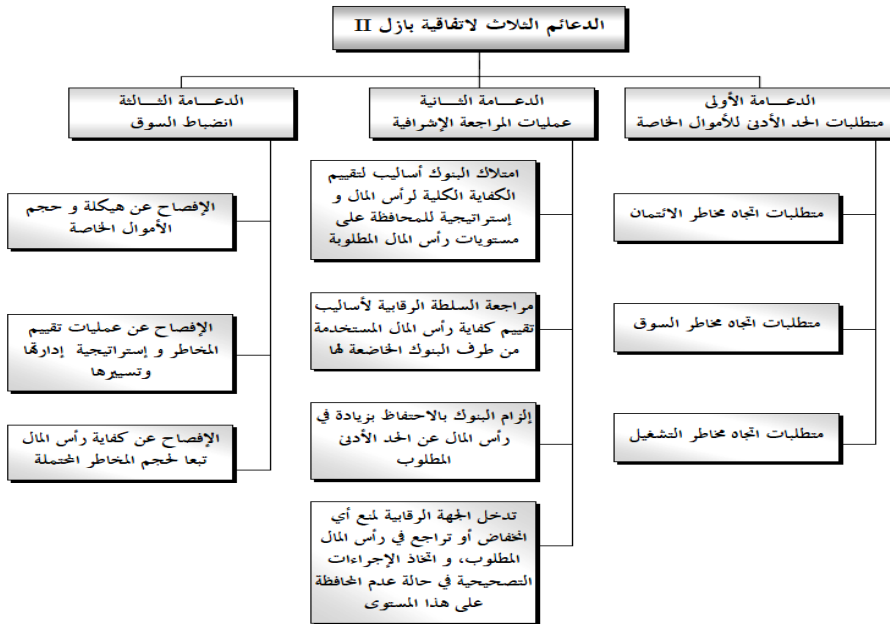 الدعائم الثلاث لاتفاقية بازل II
الدعـــامة الأولى
متطلبات الحد الأدنى للأموال الخاصة
متطلبات اتجاه مخاطر الائتمان
متطلبات اتجاه مخاطر السوق
متطلبات اتجاه مخاطر التشغيل
الدعـــامة الثانية
عمليات المراجعة الإشرافية
امتلاك البنوك أساليب لتقييم
الكفاية الكلية لرأس المال و
إستراتيجية للمحافظة على
مستويات رأس المال المطلوبة
مراجعة السلطة الرقابية لأساليب
تقييم كفاية رأس المال المستخدمة
من طرف البنوك الخاضعة لها
إلزام البنوك بالاحتفاظ بزيادة في
رأس المال عن الحد الأدنى
المطلوب
تدخل الجهة الرقابية لمنع أي
انخفاض أو تراجع في رأس المال
المطلوب، و اتخاذ الإجراءات
التصحيحية في حالة عدم المحافظة
على هذا المستوى
الدعـــامة الثـــالثة
انضباط السوق
الإفصاح عن هيكلة و حجم
الأموال الخاصة
الإفصاح عن عمليات تقييم
المخاطر و إستراتيجية إدارتها
وتسييرها
الإفصاح عن كفاية رأس المال
تبعا لحجم المخاطر المحتملة